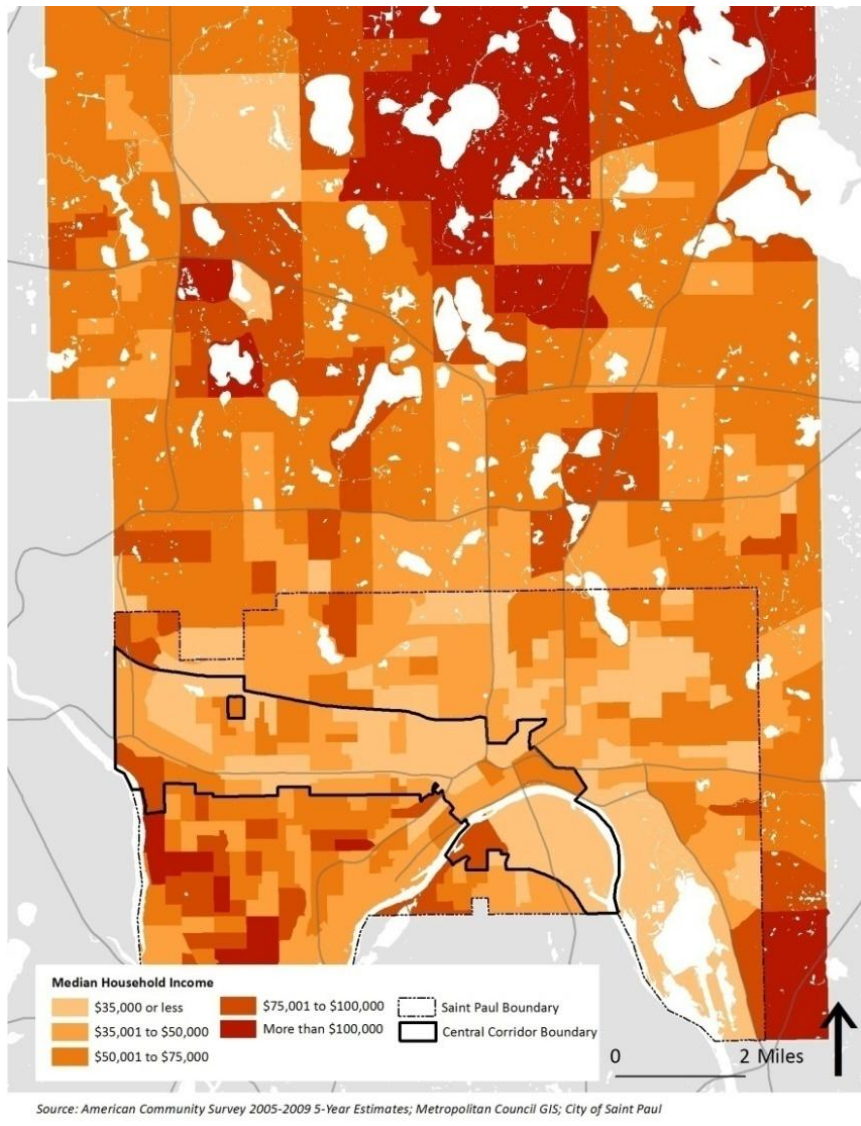 Median Household Income
$35,000 or less
$35,001 to $50,000
$50,001 to $75,000
$75,001 to $100,000
More than $100,000
Saint Paul Boundary
Central Corridor Boundary
0 2 Miles
Source: American Community Survey 2005-2009 5-Year Estimates; Metropolitan Council GIS; City of Saint Paul